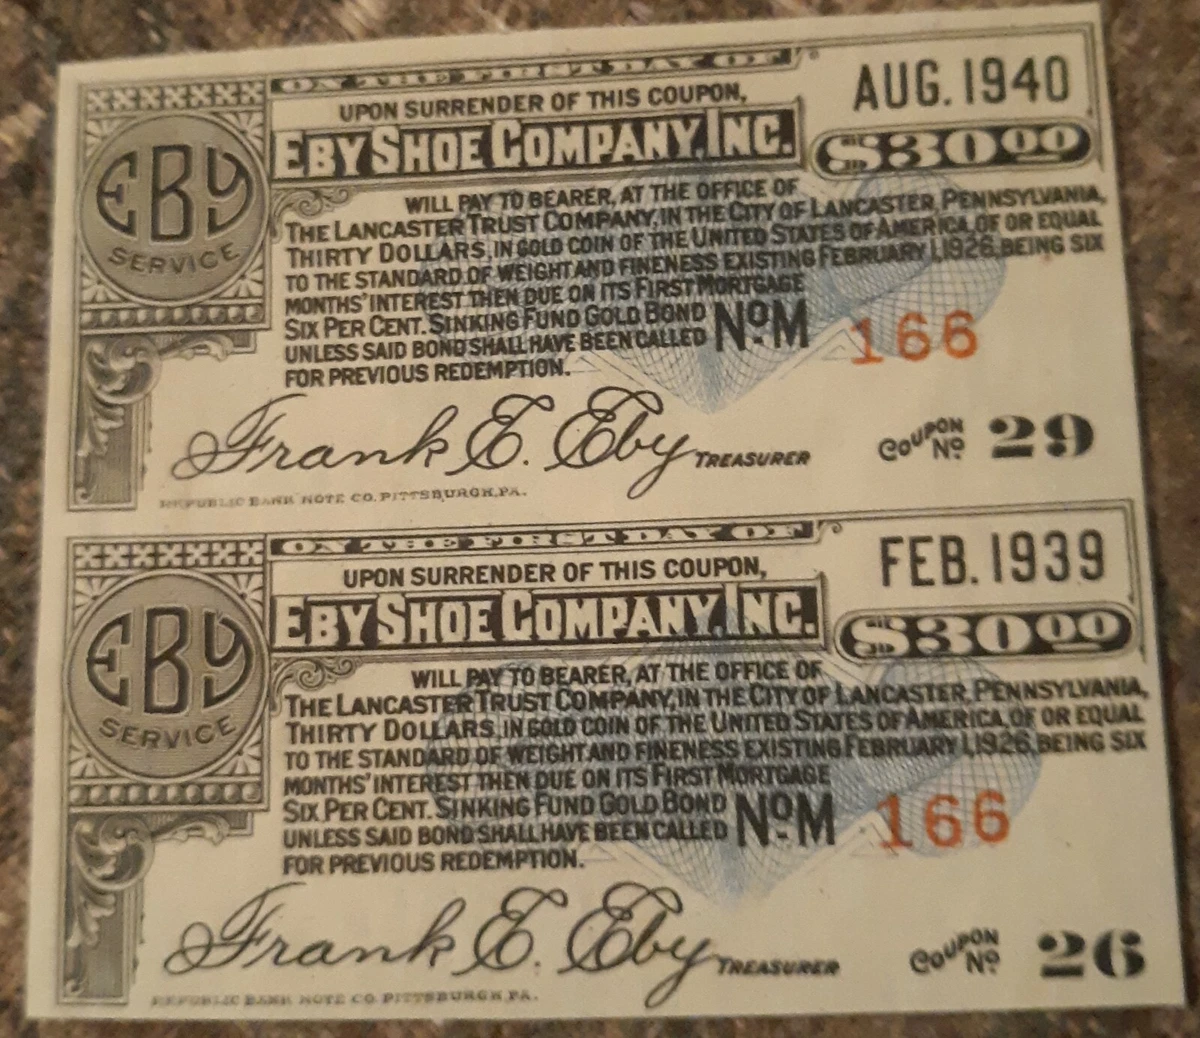 ON THE FIRST DAY OF
AUG. 1940
UPON SURRENDER OF THIS COUPON,
EBY SHOE COMPANY, INC.
$30.00
EBY
SERVICE
WILL PAY TO BEARER, AT THE OFFICE OF
THE LANCASTER TRUST COMPANY, IN THE CITY OF LANCASTER, PENNSYLVANIA,
THIRTY DOLLARS, IN GOLD COIN OF THE UNITED STATES OF AMERICA, OF OR EQUAL
TO THE STANDARD OF WEIGHT AND FINENESS EXISTING FEBRUARY 1, 1926, BEING SIX
MONTHS' INTEREST THEN DUE ON ITS FIRST MORTGAGE
SIX PER CENT. SINKING FUND GOLD BOND
UNLESS SAID BOND SHALL HAVE BEEN CALLED
FOR PREVIOUS REDEMPTION.
No. M 166
Frank E. Eby TREASURER
COUPON No. 29
REPUBLIC BANK NOTE CO. PITTSBURGH, PA.
ON THE FIRST DAY OF
FEB. 1939
UPON SURRENDER OF THIS COUPON,
EBY SHOE COMPANY, INC.
$30.00
EBY
SERVICE
WILL PAY TO BEARER, AT THE OFFICE OF
THE LANCASTER TRUST COMPANY, IN THE CITY OF LANCASTER, PENNSYLVANIA,
THIRTY DOLLARS, IN GOLD COIN OF THE UNITED STATES OF AMERICA, OF OR EQUAL
TO THE STANDARD OF WEIGHT AND FINENESS EXISTING FEBRUARY 1, 1926, BEING SIX
MONTHS' INTEREST THEN DUE ON ITS FIRST MORTGAGE
SIX PER CENT. SINKING FUND GOLD BOND
UNLESS SAID BOND SHALL HAVE BEEN CALLED
FOR PREVIOUS REDEMPTION.
No. M 166
Frank E. Eby TREASURER
COUPON No. 26
REPUBLIC BANK NOTE CO. PITTSBURGH, PA.